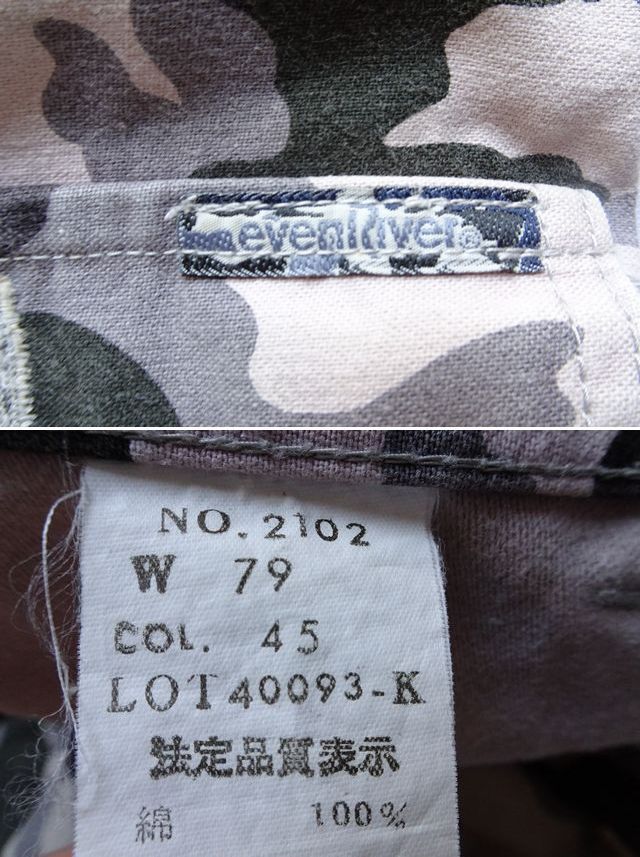 evenriver®
NO.2102
W 79
COL. 45
LOT 40093-K
法定品質表示
綿 100%